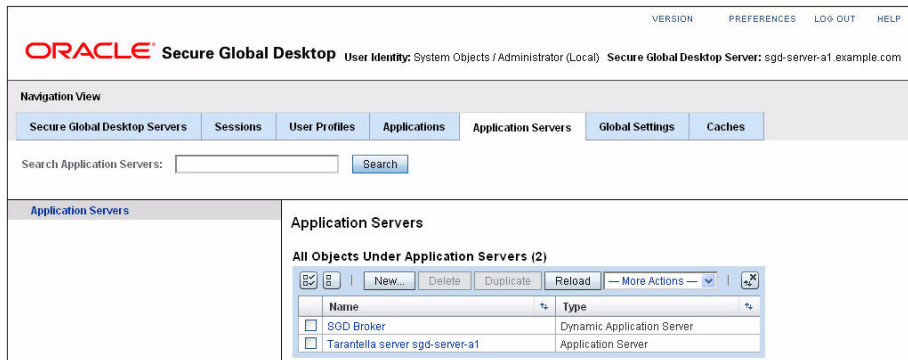 VERSION PREFERENCES LOG OUT HELP
ORACLE Secure Global Desktop User Identity: System Objects / Administrator (Local) Secure Global Desktop Server: sgd-server-a1.example.com
Navigation View
Secure Global Desktop Servers Sessions User Profiles Applications Application Servers Global Settings Caches
Search Application Servers: Search
Application Servers
Application Servers
All Objects Under Application Servers (2)
New... Delete Duplicate Reload — More Actions —
Name Type
SGD Broker Dynamic Application Server
Tarantella server sgd-server-a1 Application Server